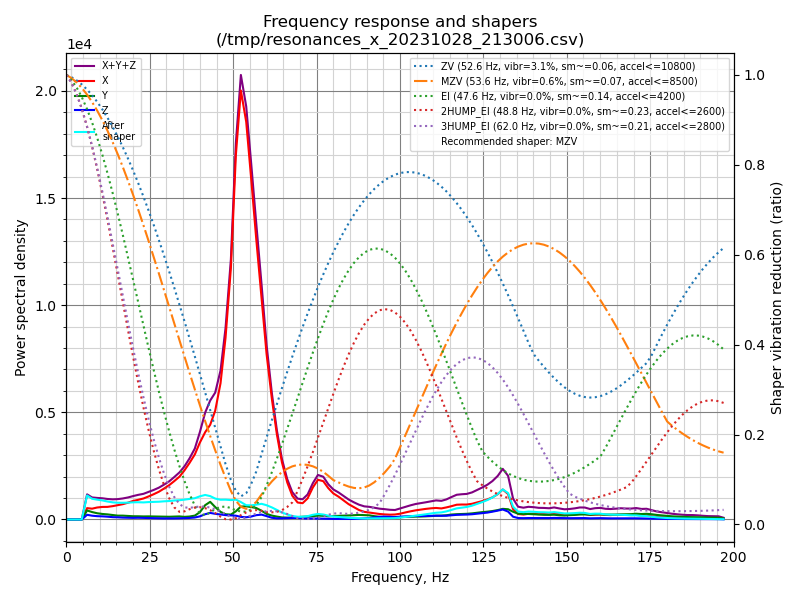 Frequency response and shapers
(/tmp/resonances_x_20231028_213006.csv)
1e4
X+Y+Z
X
Y
Z
After
shaper
ZV (52.6 Hz, vibr=3.1%, sm~=0.06, accel<=10800)
MZV (53.6 Hz, vibr=0.6%, sm~=0.07, accel<=8500)
EI (47.6 Hz, vibr=0.0%, sm~=0.14, accel<=4200)
2HUMP_EI (48.8 Hz, vibr=0.0%, sm~=0.23, accel<=2600)
3HUMP_EI (62.0 Hz, vibr=0.0%, sm~=0.21, accel<=2800)
Recommended shaper: MZV
Power spectral density
2.0
1.5
1.0
0.5
0.0
1.0
0.8
0.6
0.4
0.2
0.0
Shaper vibration reduction (ratio)
0 25 50 75 100 125 150 175 200
Frequency, Hz